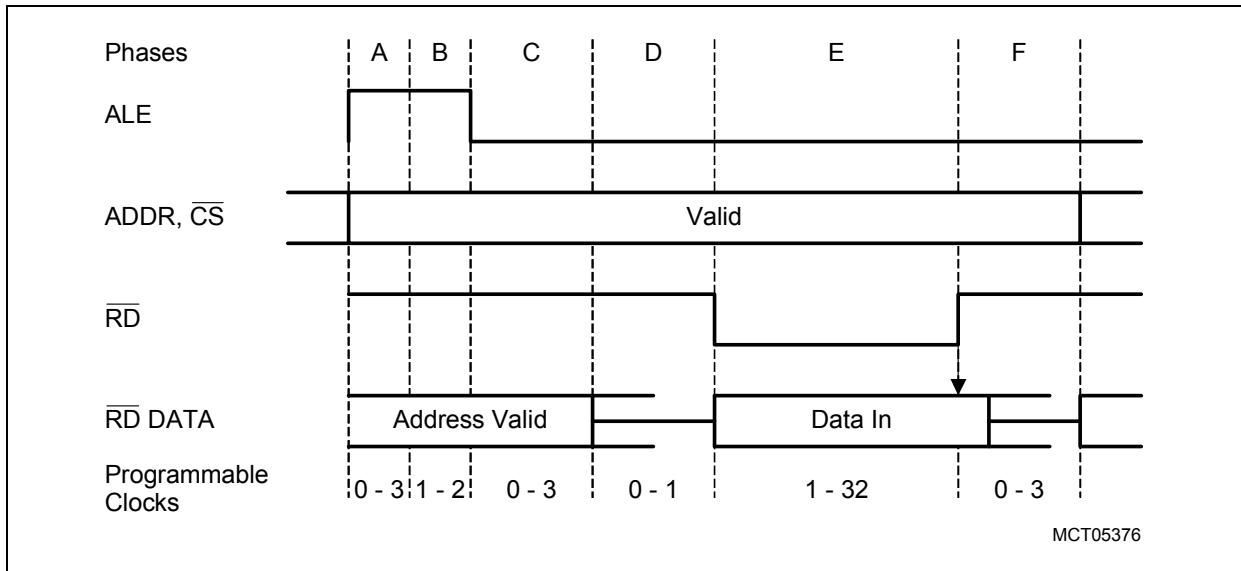 Phases A B C D E F
ALE
ADDR, CS Valid
RD
RD DATA Address Valid Data In
Programmable
Clocks 0 - 3 1 - 2 0 - 3 0 - 1 1 - 32 0 - 3
MCT05376